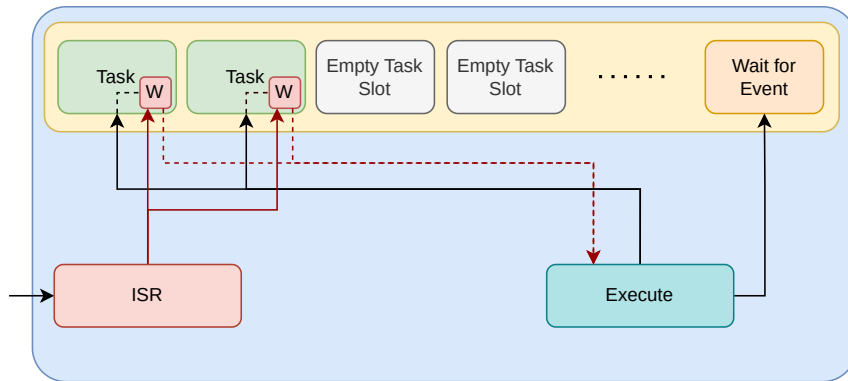 Task
W
Task
W
Empty Task
Slot
Empty Task
Slot
......
Wait for
Event
ISR
Execute